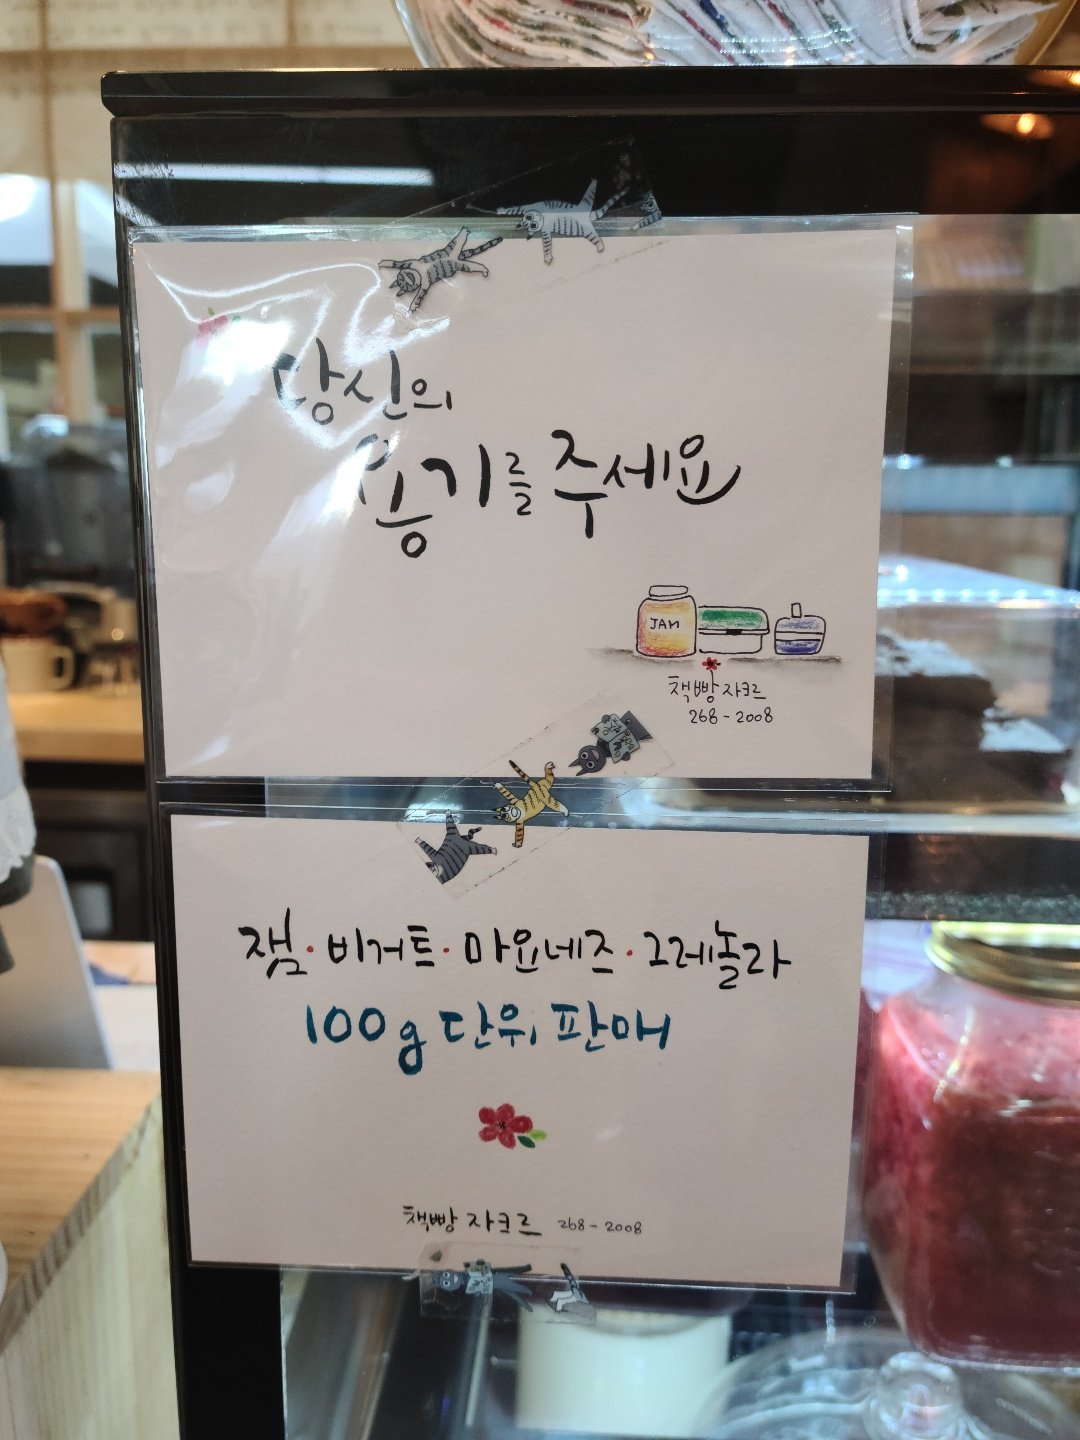 당신의
용기를 주세요
JAM
책빵 자크르
268-2008
잼·비거트·마요네즈·그레놀라
100g 단위 판매
책빵 자크르 268-2008